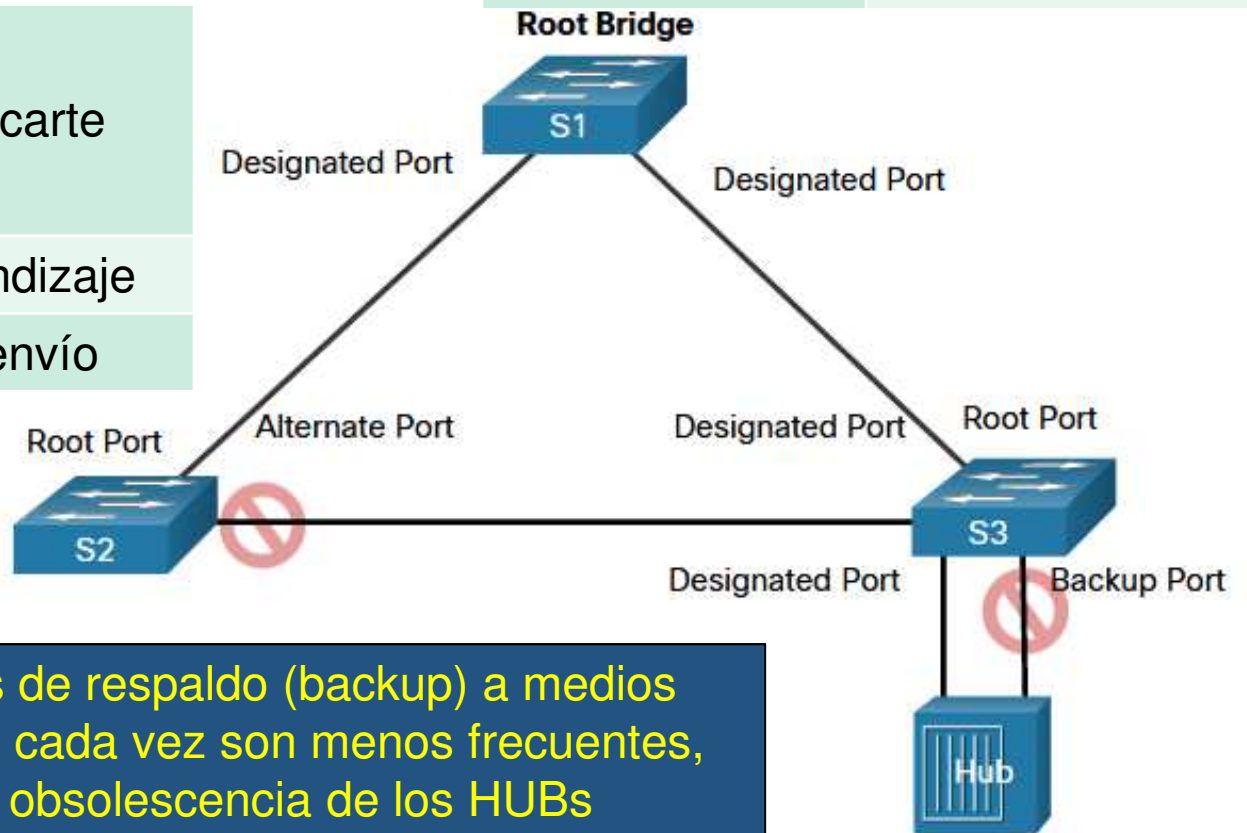 Root Bridge
carte
S1
Designated Port
Designated Port
ndizaje
envío
Root Port
Alternate Port
Designated Port
Root Port
S2
S3
Designated Port
Backup Port
s de respaldo (backup) a medios
cada vez son menos frecuentes,
obsolescencia de los HUBs
Hub